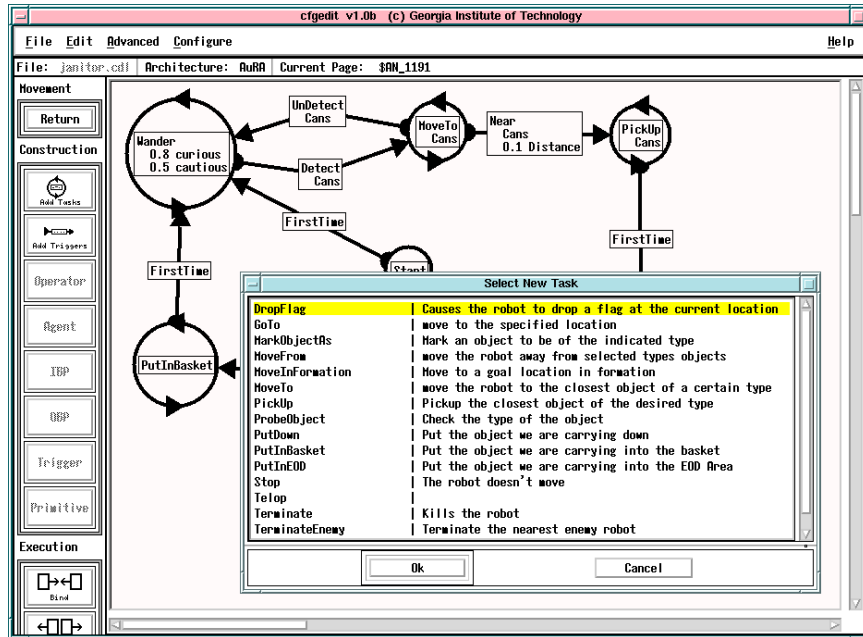 cfgedit v1.0b (c) Georgia Institute of Technology
File Edit Advanced Configure Help
File: janitor.cdl Architecture: AuRA Current Page: $AN_1191
Movement
Return
Construction
Add Tasks
Add Triggers
Operator
Agent
IBP
OBP
Trigger
Primitive
Execution
Bind
Wander
0.8 curious
0.5 cautious
UnDetect
Cans
Detect
Cans
MoveTo
Cans
Near
Cans
0.1 Distance
PickUp
Cans
FirstTime
FirstTime
FirstTime
Start
PutInBasket
Select New Task
DropFlag | Causes the robot to drop a flag at the current location
GoTo | move to the specified location
MarkObjectAs | Mark an object to be of the indicated type
MoveFrom | move the robot away from selected types objects
MoveInFormation | Move to a goal location in formation
MoveTo | move the robot to the closest object of a certain type
PickUp | Pickup the closest object of the desired type
ProbeObject | Check the type of the object
PutDown | Put the object we are carrying down
PutInBasket | Put the object we are carrying into the basket
PutInEOD | Put the object we are carrying into the EOD Area
Stop | The robot doesn't move
Telop |
Terminate | Kills the robot
TerminateEnemy | Terminate the nearest enemy robot
Ok Cancel